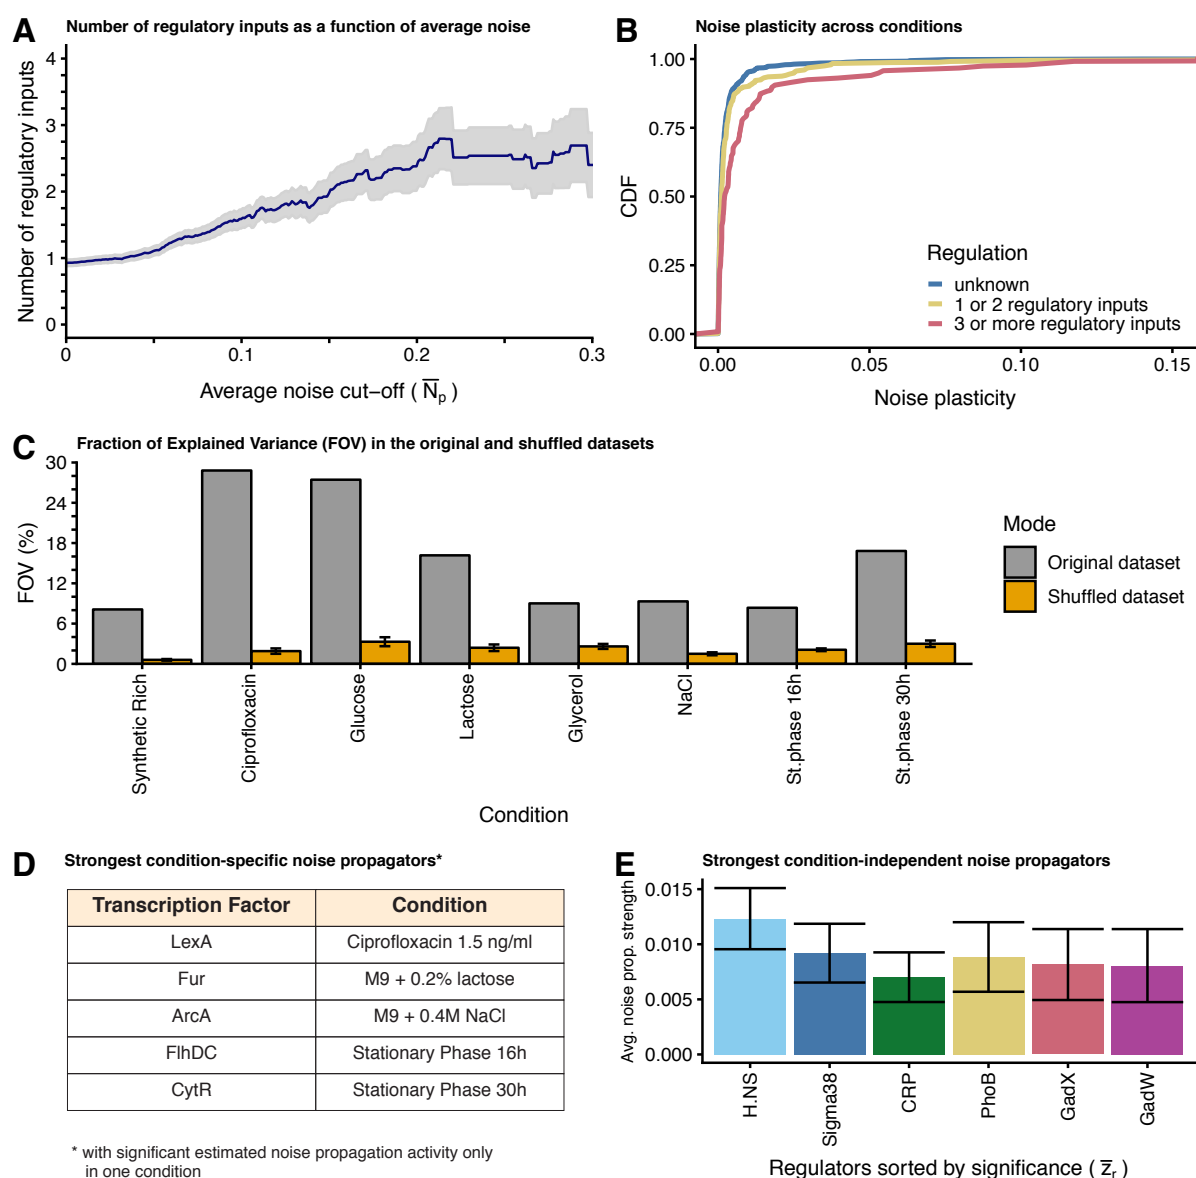 A
Number of regulatory inputs as a function of average noise
Number of regulatory inputs
4
3
2
1
0
0
0.1
0.2
0.3
Average noise cut−off ( N̅p )
B
Noise plasticity across conditions
CDF
1.00
0.75
0.50
0.25
0.00
Regulation
unknown
1 or 2 regulatory inputs
3 or more regulatory inputs
0.00
0.05
0.10
0.15
Noise plasticity
C
Fraction of Explained Variance (FOV) in the original and shuffled datasets
FOV (%)
30
24
18
12
6
0
Synthetic Rich
Ciprofloxacin
Glucose
Lactose
Glycerol
NaCl
St.phase 16h
St.phase 30h
Condition
Mode
Original dataset
Shuffled dataset
D
Strongest condition-specific noise propagators*
Transcription Factor Condition
LexA Ciprofloxacin 1.5 ng/ml
Fur M9 + 0.2% lactose
ArcA M9 + 0.4M NaCl
FlhDC Stationary Phase 16h
CytR Stationary Phase 30h
* with significant estimated noise propagation activity only
in one condition
E
Strongest condition-independent noise propagators
Avg. noise prop. strength
0.015
0.010
0.005
0.000
H.NS
Sigma38
CRP
PhoB
GadX
GadW
Regulators sorted by significance ( z̅r )